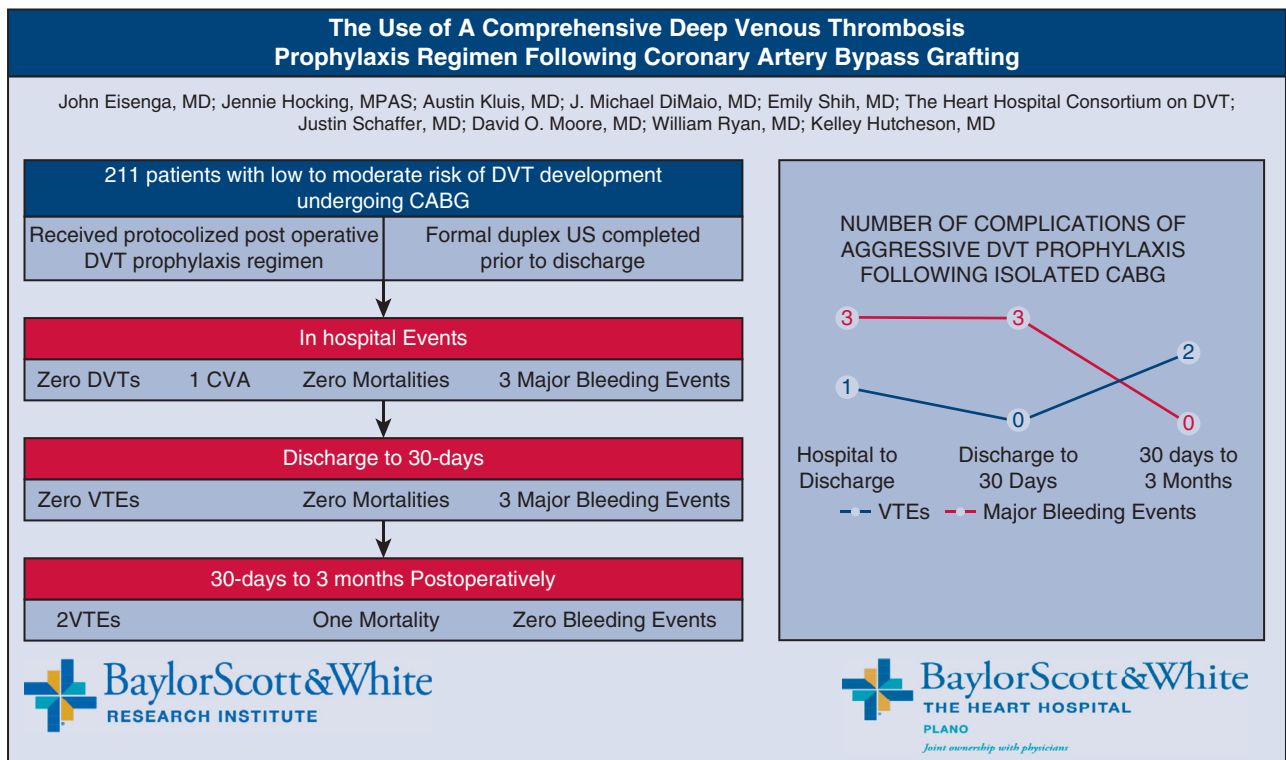 The Use of A Comprehensive Deep Venous Thrombosis
Prophylaxis Regimen Following Coronary Artery Bypass Grafting
John Eisenga, MD; Jennie Hocking, MPAS; Austin Kluis, MD; J. Michael DiMaio, MD; Emily Shih, MD; The Heart Hospital Consortium on DVT;
Justin Schaffer, MD; David O. Moore, MD; William Ryan, MD; Kelley Hutcheson, MD
211 patients with low to moderate risk of DVT development
undergoing CABG
Received protocolized post operative
DVT prophylaxis regimen
Formal duplex US completed
prior to discharge
In hospital Events
Zero DVTs 1 CVA Zero Mortalities 3 Major Bleeding Events
Discharge to 30-days
Zero VTEs Zero Mortalities 3 Major Bleeding Events
30-days to 3 months Postoperatively
2VTEs One Mortality Zero Bleeding Events
NUMBER OF COMPLICATIONS OF
AGGRESSIVE DVT PROPHYLAXIS
FOLLOWING ISOLATED CABG
3 3
2
1
0 0
Hospital to
Discharge
Discharge to
30 Days
30 days to
3 Months
VTEs Major Bleeding Events
BaylorScott&White
RESEARCH INSTITUTE
BaylorScott&White
THE HEART HOSPITAL
PLANO
Joint ownership with physicians